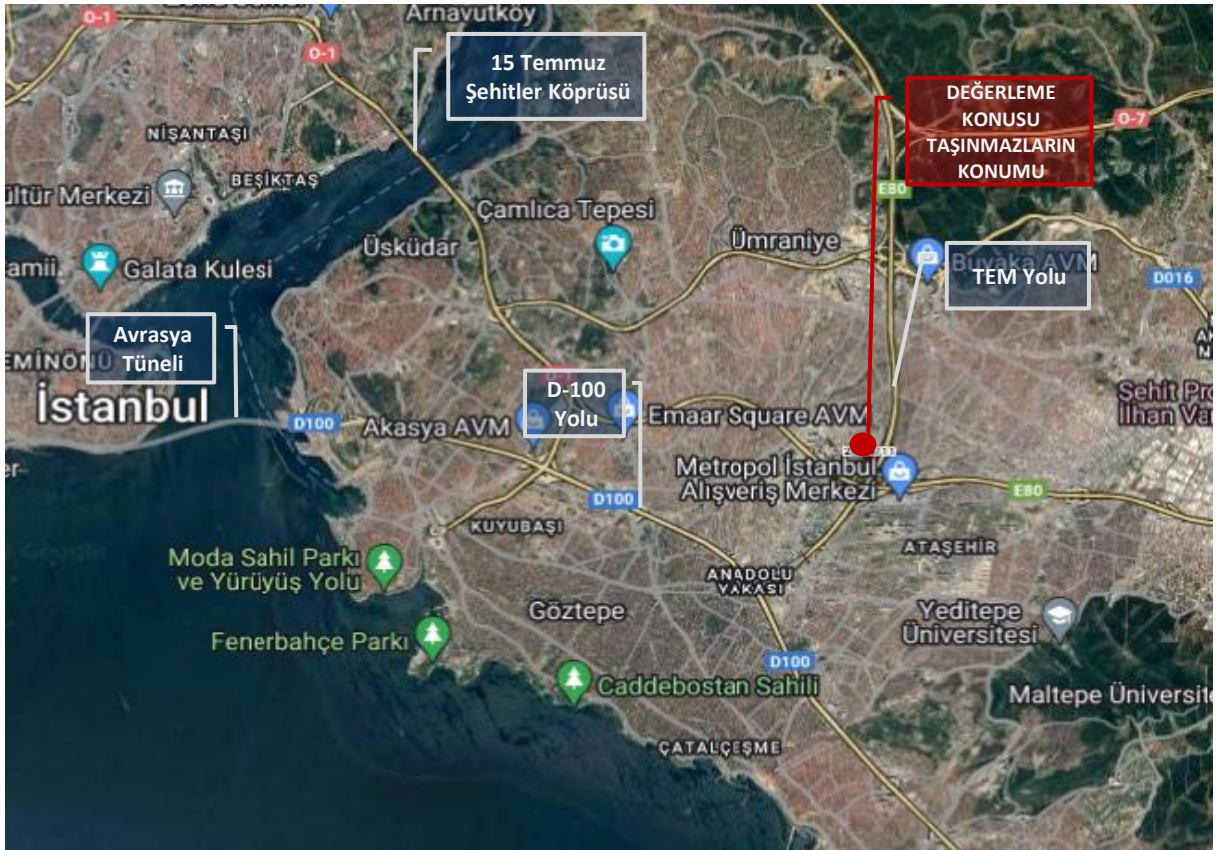 Arnavutköy
O-1
O-1
15 Temmuz
Şehitler Köprüsü
DEĞERLEME
KONUSU
TAŞINMAZLARIN
KONUMU
O-7
NİŞANTAŞI
BEŞİKTAŞ
ültür Merkezi
E80
Çamlıca Tepesi
Üsküdar
Ümraniye
amii.
Galata Kulesi
Buyaka AVM
TEM Yolu
D016
Avrasya
Tüneli
EMİNÖNÜ
İstanbul
D-100
Yolu
D100
Akasya AVM
Emaar Square AVM
Şehit Pro
İlhan Var
Metropol İstanbul
Alışveriş Merkezi
D100
E80
KUYUBAŞI
ATAŞEHİR
Moda Sahil Parkı
ve Yürüyüş Yolu
ANADOLU
YAKASI
Göztepe
Yeditepe
Üniversitesi
Fenerbahçe Parkı
D100
Caddebostan Sahili
Maltepe Üniversite
ÇATALÇEŞME